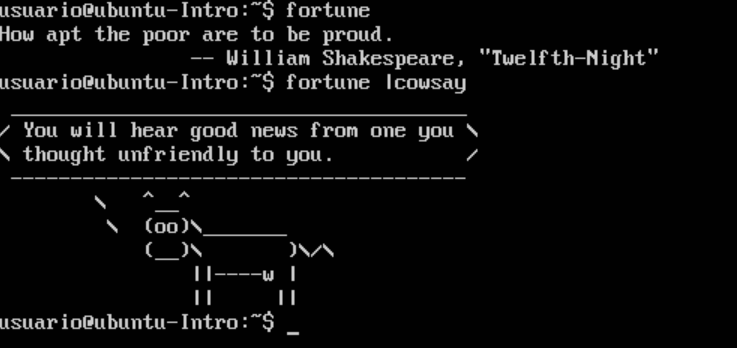 usuario@ubuntu-Intro:~$ fortune
How apt the poor are to be proud.
                -- William Shakespeare, "Twelfth-Night"
usuario@ubuntu-Intro:~$ fortune |cowsay
 ______________________________________
/ You will hear good news from one you \
\ thought unfriendly to you.           /
 --------------------------------------
        \   ^__^
         \  (oo)\_______
            (__)\       )\/\
                ||----w |
                ||     ||
usuario@ubuntu-Intro:~$ _